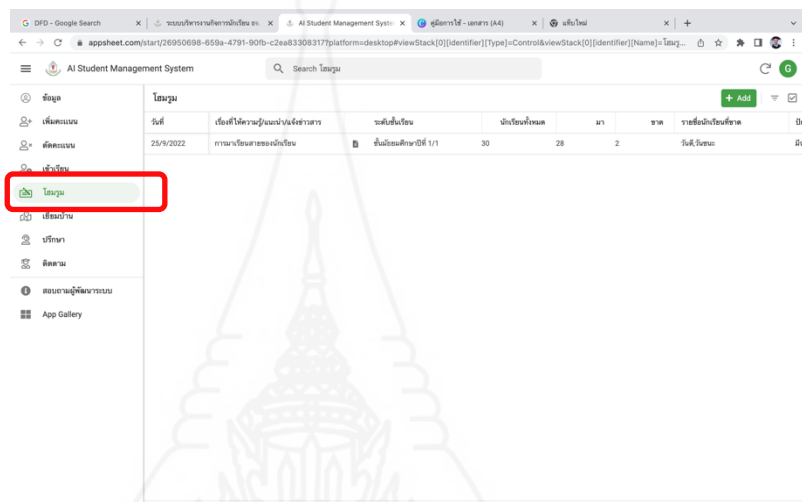 DFD - Google Search
ระบบบริหารงานกิจการนักเรียน ธจ.
AI Student Management Syste
คู่มือการใช้ - เอกสาร (A4)
แท็บใหม่
appsheet.com/start/26950698-659a-4791-90fb-c2ea83308317?platform=desktop#viewStack[0][identifier][Type]=Control&viewStack[0][identifier][Name]=โฮมรู...
AI Student Management System
Search โฮมรูม
G
ข้อมูล
โฮมรูม
+ Add
เพิ่มคะแนน
วันที่ เรื่องที่ให้ความรู้/แนะนำ/แจ้งข่าวสาร ระดับชั้นเรียน นักเรียนทั้งหมด มา ขาด รายชื่อนักเรียนที่ขาด
ตัดคะแนน
25/9/2022 การมาเรียนสายของนักเรียน ชั้นมัธยมศึกษาปีที่ 1/1 30 28 2 วันดี,วันชนะ
เข้าเรียน
โฮมรูม
เยี่ยมบ้าน
ปรึกษา
ติดตาม
สอบถามผู้พัฒนาระบบ
App Gallery